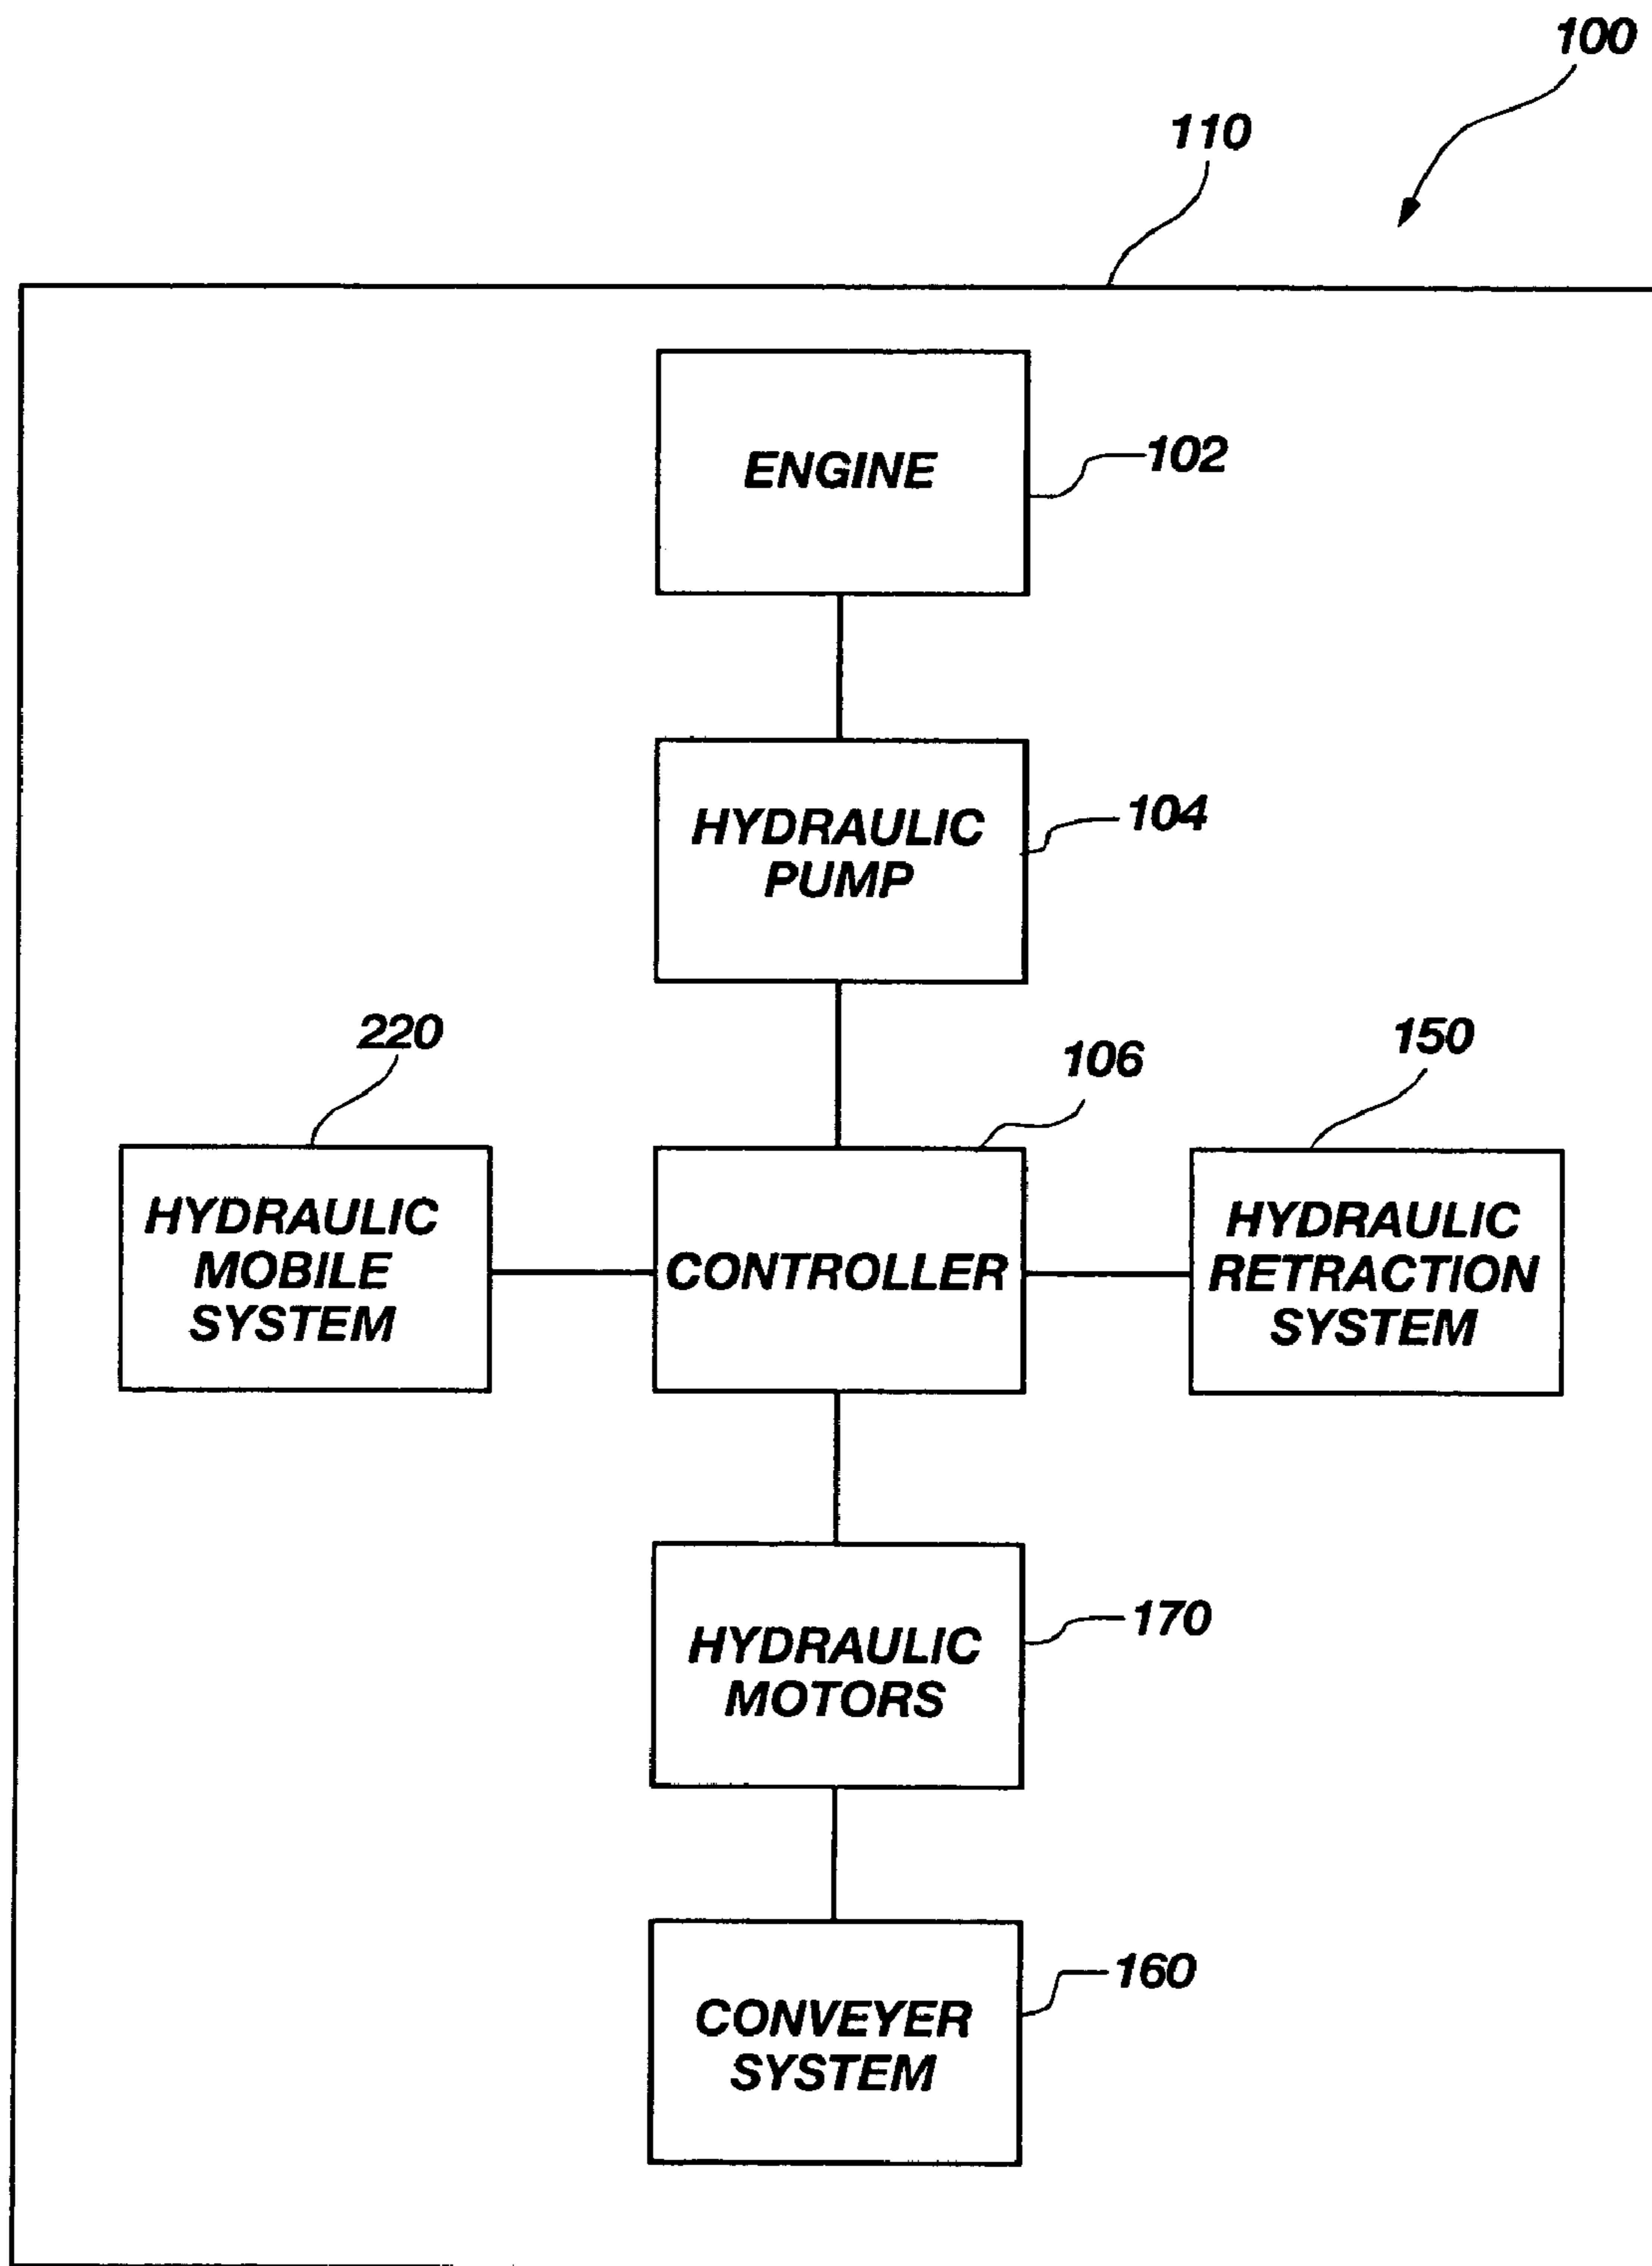 100
110
ENGINE
102
HYDRAULIC
PUMP
104
220
106
150
HYDRAULIC
MOBILE
SYSTEM
CONTROLLER
HYDRAULIC
RETRACTION
SYSTEM
HYDRAULIC
MOTORS
170
CONVEYER
SYSTEM
160